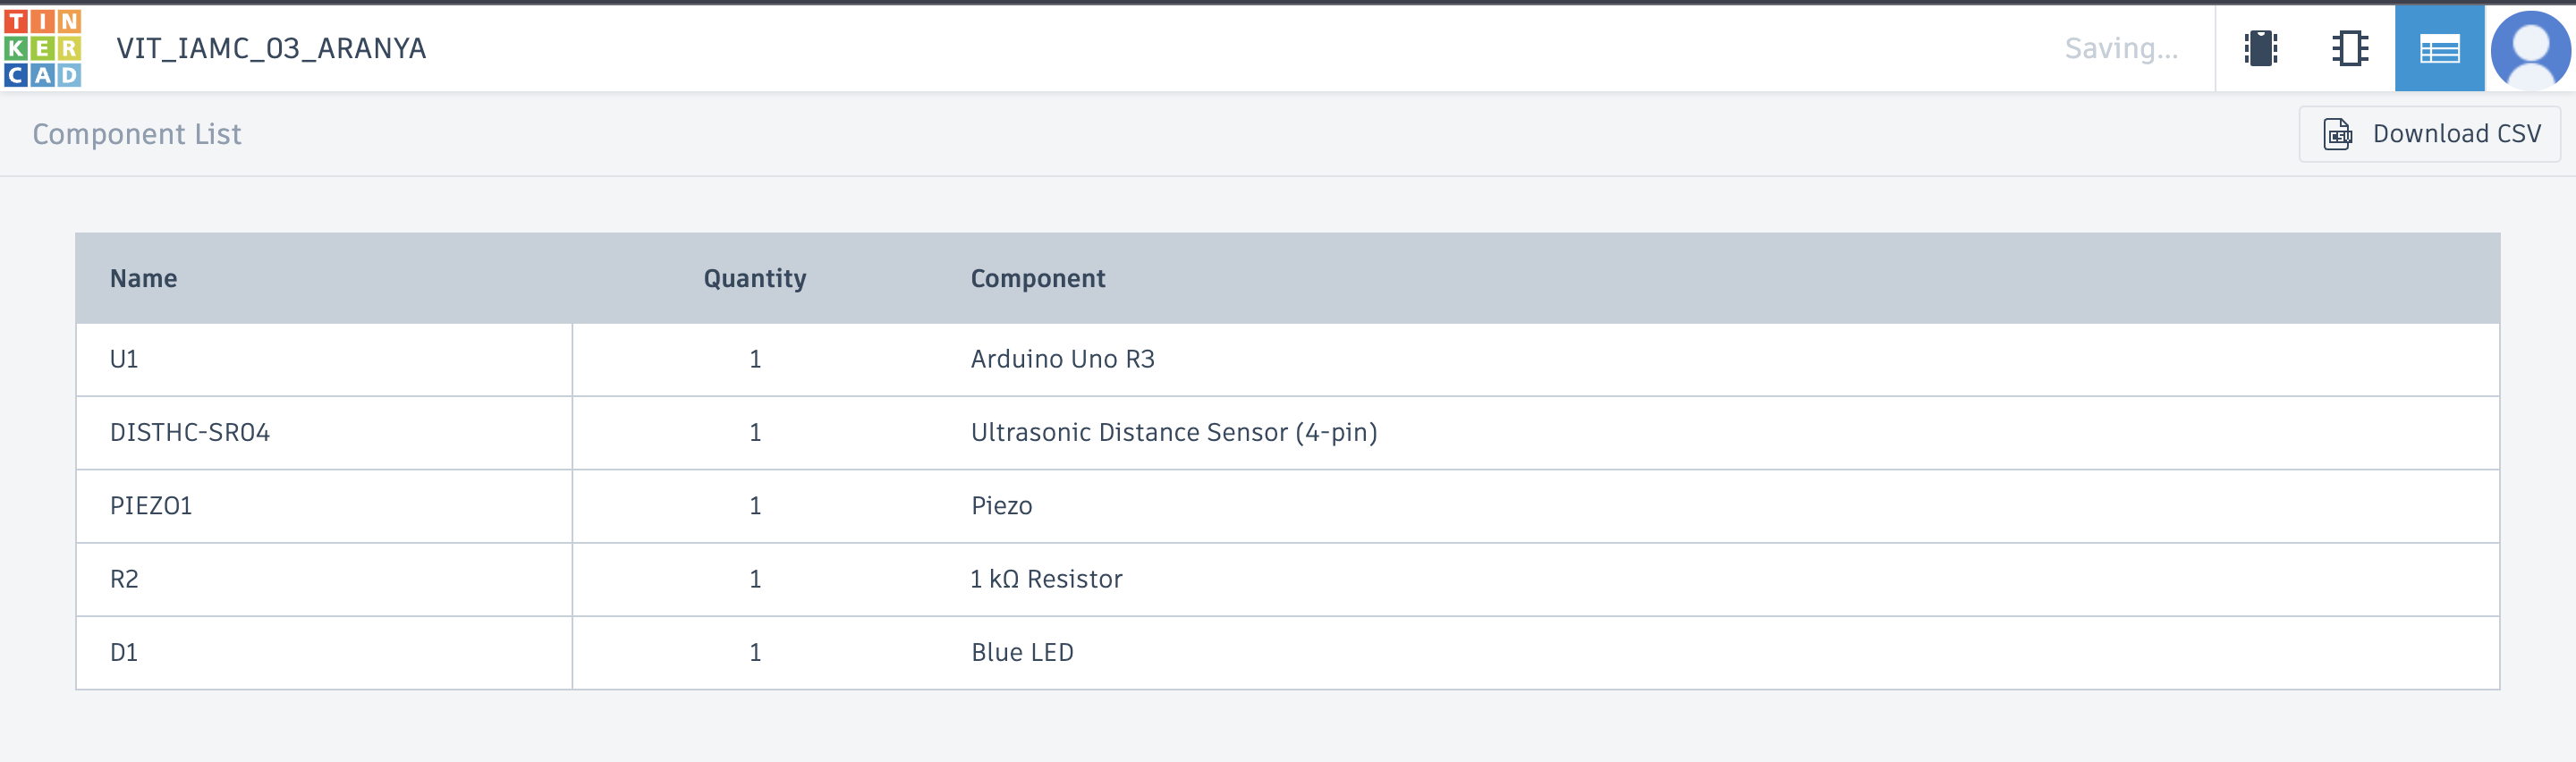 TIN
KER
CAD
VIT_IAMC_03_ARANYA
Saving...
Component List
Download CSV
Name Quantity Component
U1 1 Arduino Uno R3
DISTHC-SR04 1 Ultrasonic Distance Sensor (4-pin)
PIEZO1 1 Piezo
R2 1 1 kΩ Resistor
D1 1 Blue LED